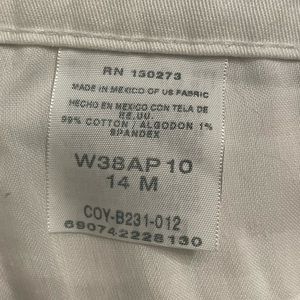 RN 130273
MADE IN MEXICO OF US FABRIC
HECHO EN MEXICO CON TELA DE
EE.UU.
99% COTTON / ALGODON 1%
SPANDEX
W38AP10
14 M
COY-B231-012
690742228130